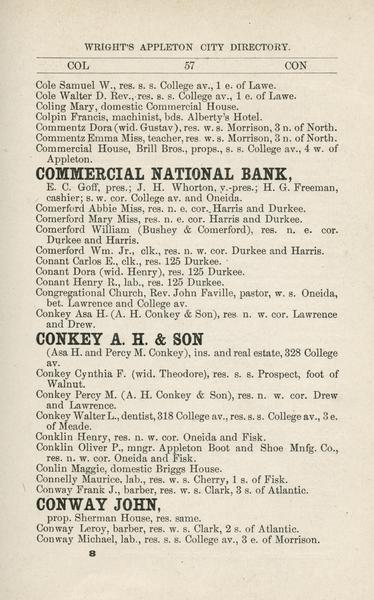 WRIGHT'S APPLETON CITY DIRECTORY.
COL 57 CON
Cole Samuel W., res. s. s. College av., 1 e. of Lawe.
Cole Walter D. Rev., res. s. s. College av., 1 e. of Lawe.
Coling Mary, domestic Commercial House.
Colpin Francis, machinist, bds. Alberty's Hotel.
Commentz Dora (wid. Gustav), res. w. s. Morrison, 3 n. of North.
Commentz Emma Miss, teacher, res. w. s. Morrison, 3 n. of North.
Commercial House, Brill Bros., props., s. s. College av., 4 w. of
Appleton.
COMMERCIAL NATIONAL BANK,
E. C. Goff, pres.; J. H. Whorton, v.-pres.; H. G. Freeman,
cashier; s. w. cor. College av. and Oneida.
Comerford Abbie Miss, res. n. e. cor. Harris and Durkee.
Comerford Mary Miss, res. n. e. cor. Harris and Durkee.
Comerford William (Bushey & Comerford), res. n. e. cor.
Durkee and Harris.
Comerford Wm. Jr., clk., res. n. w. cor. Durkee and Harris.
Conant Carlos E., clk., res. 125 Durkee.
Conant Dora (wid. Henry), res. 125 Durkee.
Conant Henry R., lab., res. 125 Durkee.
Congregational Church, Rev. John Faville, pastor, w. s. Oneida,
bet. Lawrence and College av.
Conkey Asa H. (A. H. Conkey & Son), res. n. w. cor. Lawrence
and Drew.
CONKEY A. H. & SON
(Asa H. and Percy M. Conkey), ins. and real estate, 328 College
av.
Conkey Cynthia F. (wid. Theodore), res. s. s. Prospect, foot of
Walnut.
Conkey Percy M. (A. H. Conkey & Son), res. n. w. cor. Drew
and Lawrence.
Conkey Walter L., dentist, 318 College av., res. s. s. College av., 3 e.
of Meade.
Conklin Henry, res. n. w. cor. Oneida and Fisk.
Conklin Oliver P., mngr. Appleton Boot and Shoe Mnfg. Co.,
res. n. w. cor. Oneida and Fisk.
Conlin Maggie, domestic Briggs House.
Connelly Maurice, lab., res. w. s. Cherry, 1 s. of Fisk.
Conway Frank J., barber, res. w. s. Clark, 3 s. of Atlantic.
CONWAY JOHN,
prop. Sherman House, res. same.
Conway Leroy, barber, res. w. s. Clark, 2 s. of Atlantic.
Conway Michael, lab., res. s. s. College av., 3 e. of Morrison.
8